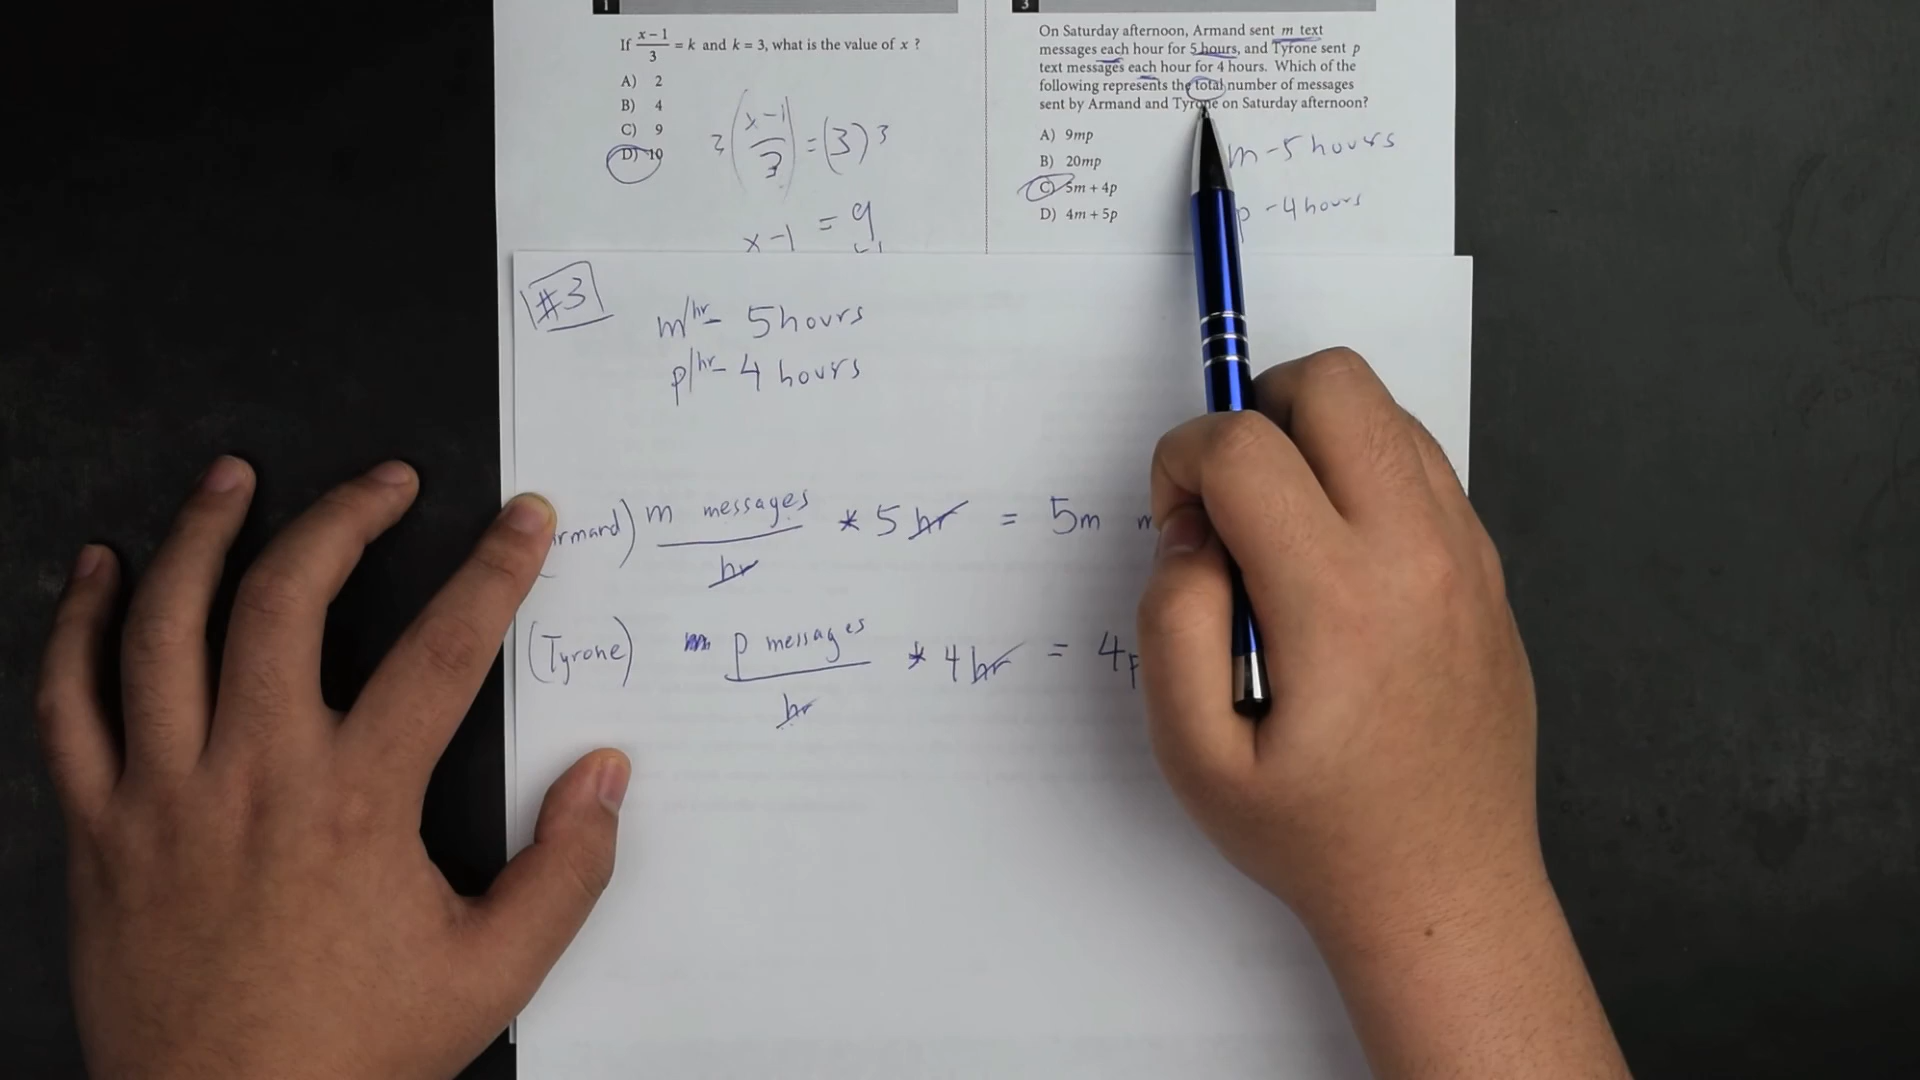 1
If x – 1 / 3 = k and k = 3, what is the value of x ?
A) 2
B) 4
C) 9
D) 10
3 (x-1 / 3) = (3) 3
x-1 = 9
3
On Saturday afternoon, Armand sent m text
messages each hour for 5 hours, and Tyrone sent p
text messages each hour for 4 hours. Which of the
following represents the total number of messages
sent by Armand and Tyrone on Saturday afternoon?
A) 9mp
B) 20mp
C) 5m + 4p
D) 4m + 5p
m - 5 hours
p - 4 hours
#3
m/hr - 5 hours
p/hr - 4 hours
rmand) m messages / hr * 5 hr = 5m m
(Tyrone) p messages / hr * 4 hr = 4p